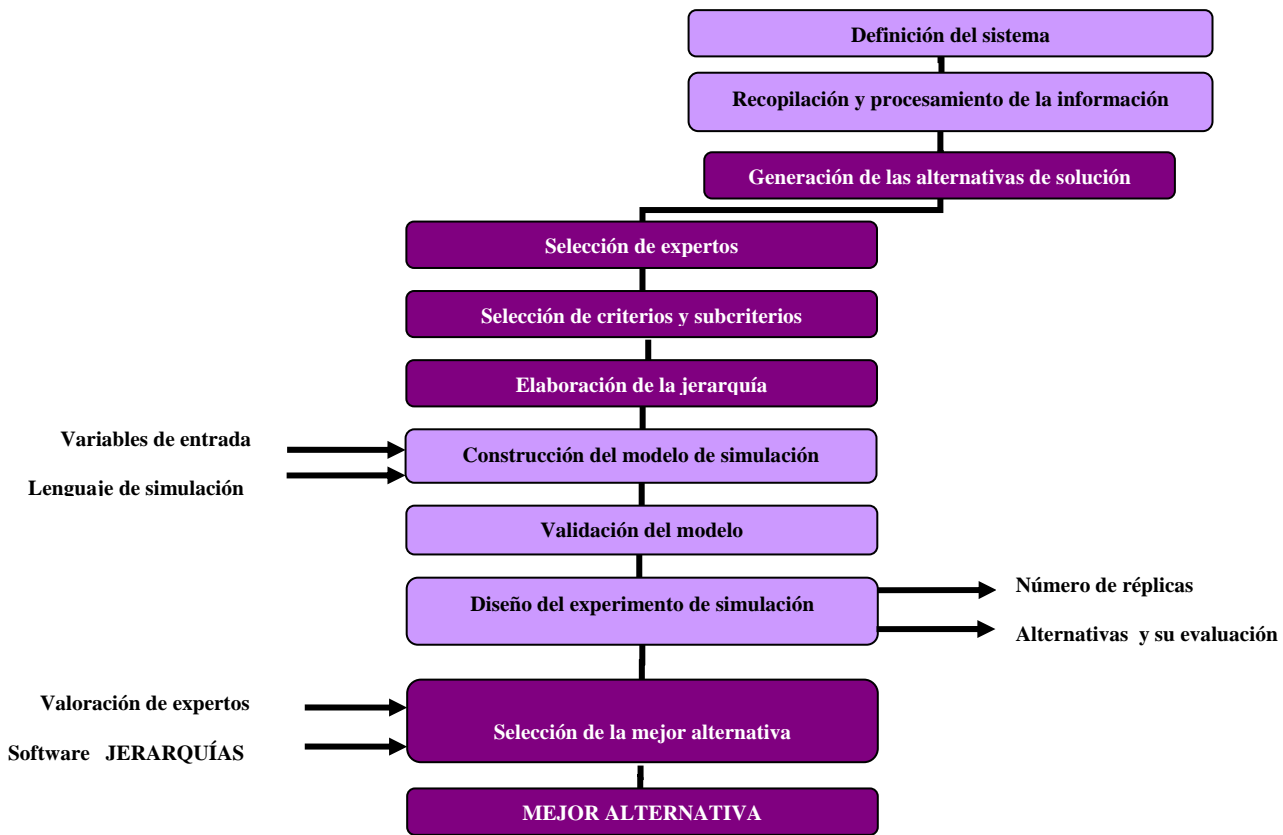 Definición del sistema
Recopilación y procesamiento de la información
Generación de las alternativas de solución
Selección de expertos
Selección de criterios y subcriterios
Elaboración de la jerarquía
Variables de entrada
Construcción del modelo de simulación
Lenguaje de simulación
Validación del modelo
Diseño del experimento de simulación
Número de réplicas
Alternativas y su evaluación
Valoración de expertos
Selección de la mejor alternativa
Software JERARQUÍAS
MEJOR ALTERNATIVA